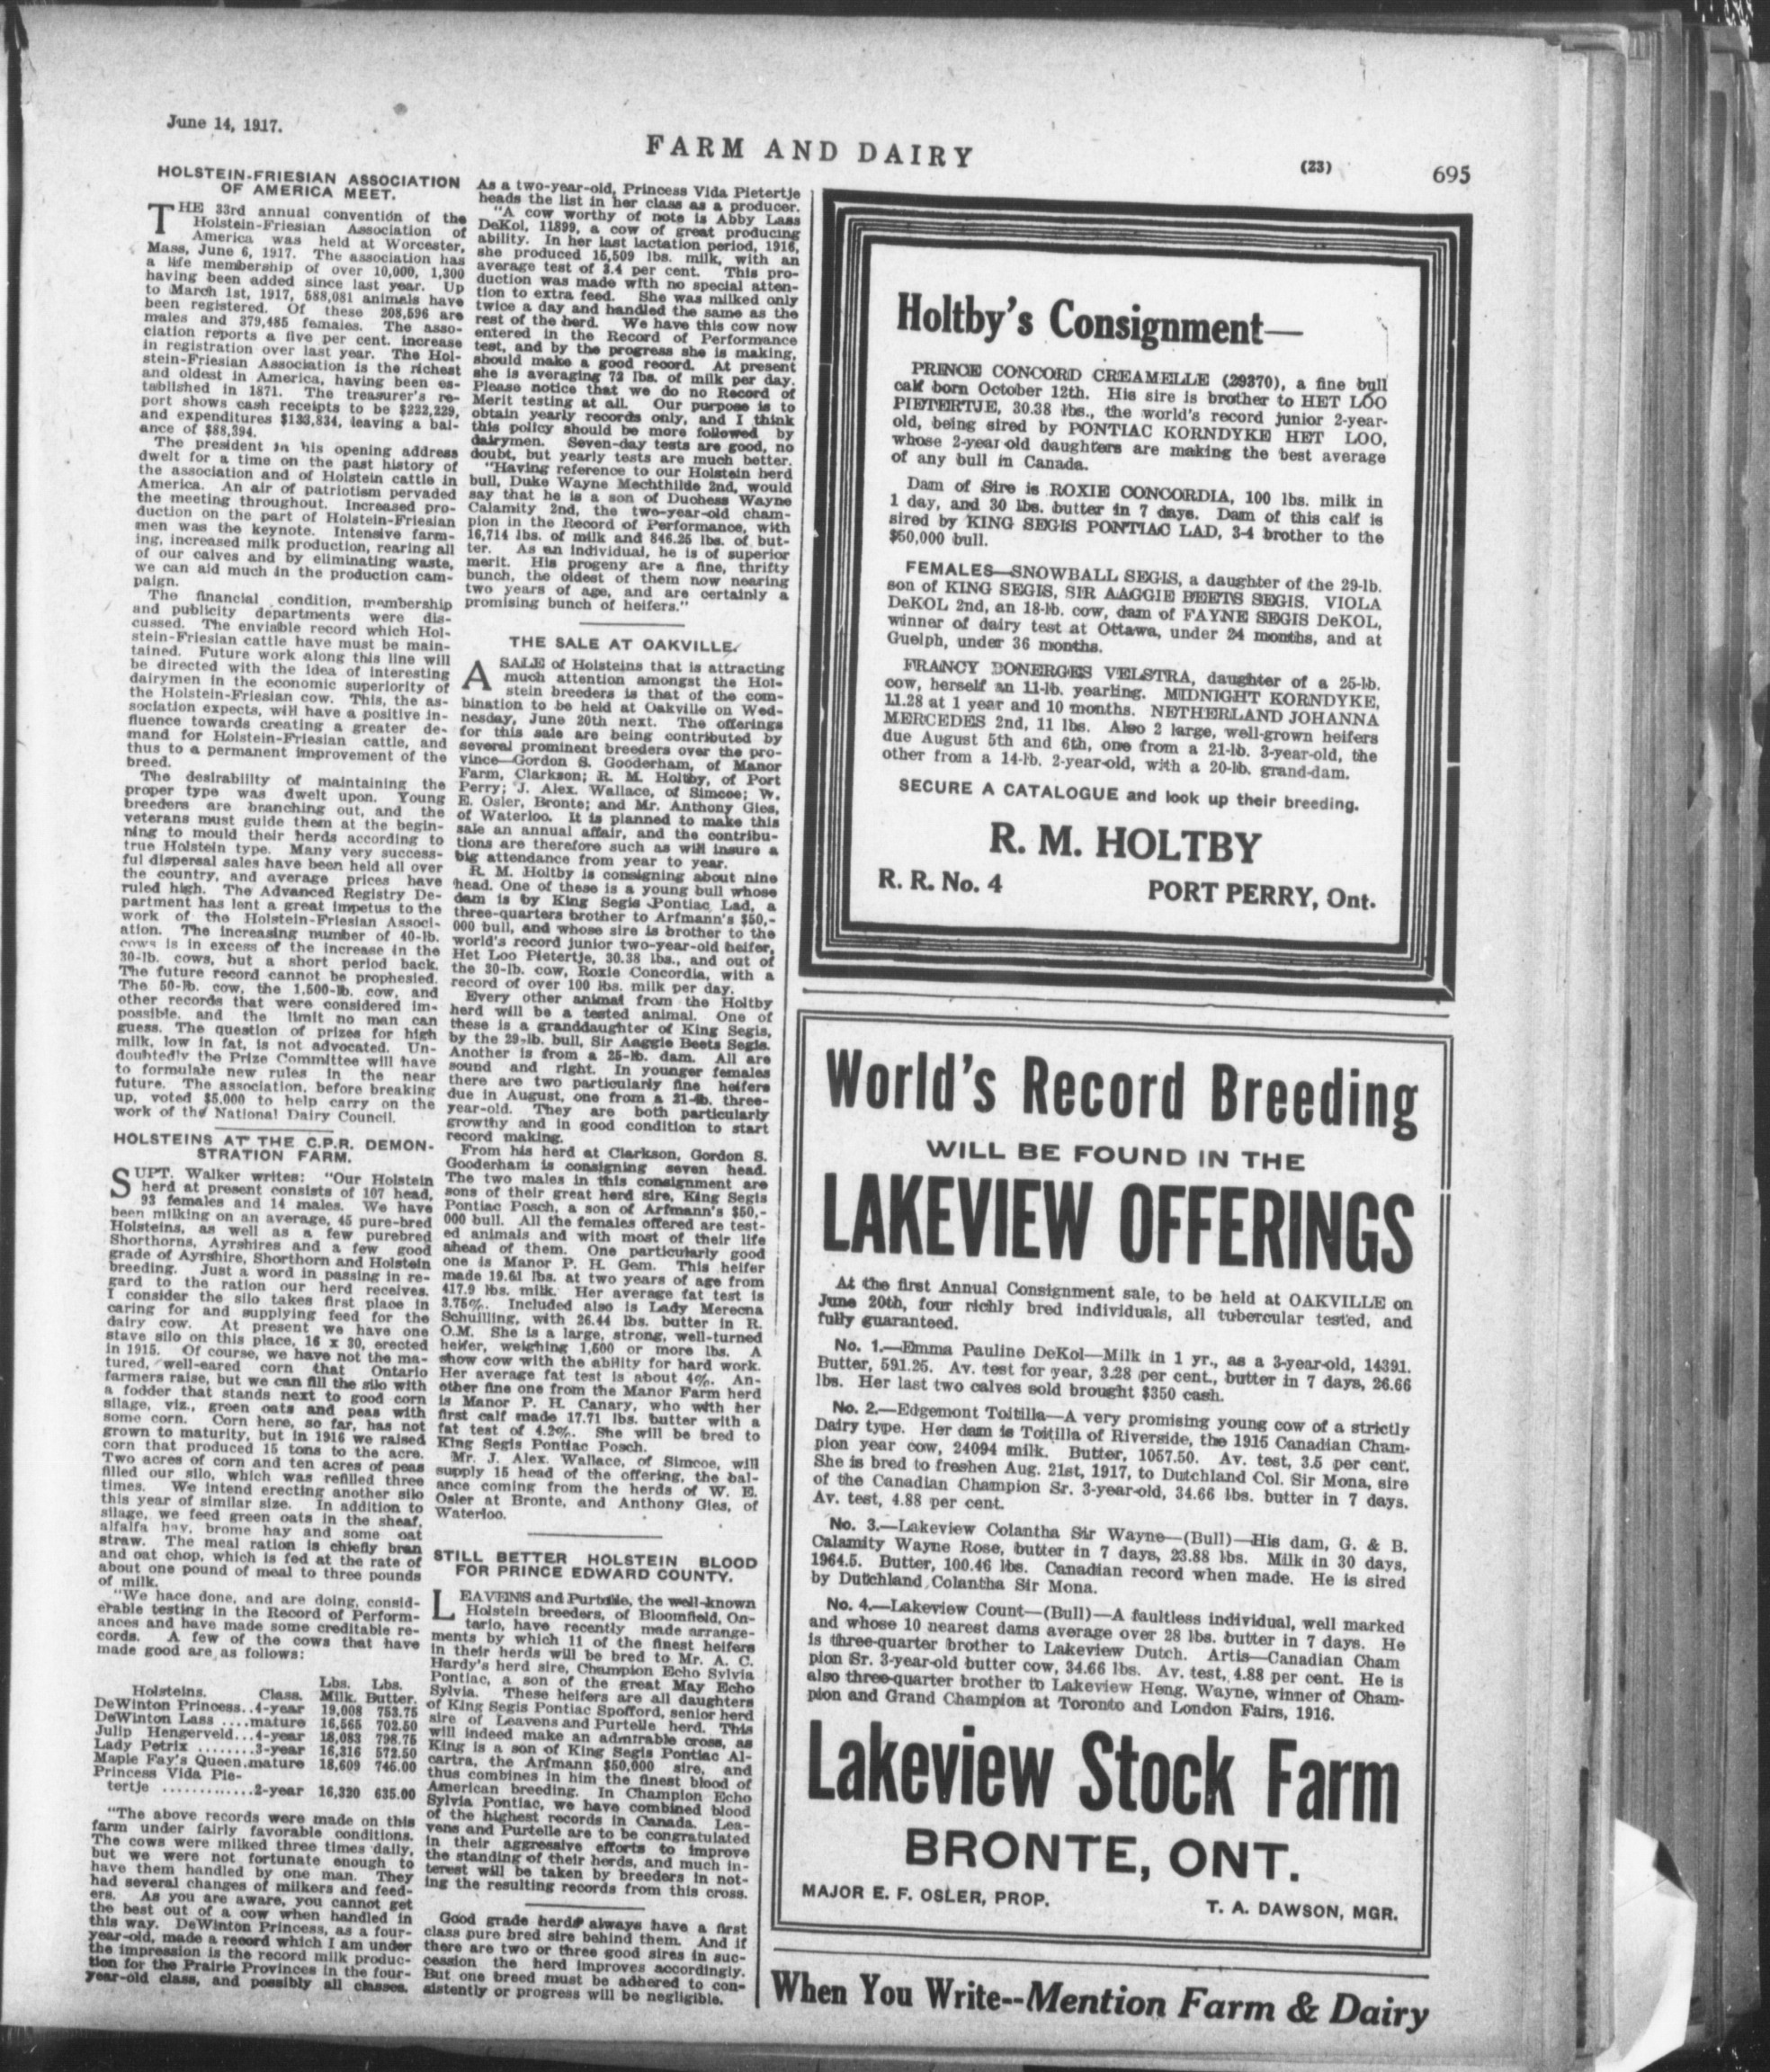 June 14, 1917.
FARM AND DAIRY
(23)
695
HOLSTEIN-FRIESIAN ASSOCIATION
OF AMERICA MEET.
THE 33rd annual convention of the
Holstein-Friesian Association of
America was held at Worcester,
Mass, June 6, 1917. The association has
a life membership of over 10,000, 1,300
having been added since last year. Up
to March 1st, 1917, 588,081 animals have
been registered. Of these 208,596 are
males and 379,485 females. The asso-
ciation reports a five per cent. increase
in registration over last year. The Hol-
stein-Friesian Association is the richest
and oldest in America, having been es-
tablished in 1871. The treasurer's re-
port shows cash receipts to be $222,229,
and expenditures $133,834, leaving a bal-
ance of $88,394.
The president in his opening address
dwelt for a time on the past history of
the association and of Holstein cattle in
America. An air of patriotism pervaded
the meeting throughout. Increased pro-
duction on the part of Holstein-Friesian
men was the keynote. Intensive farm-
ing, increased milk production, rearing all
of our calves and by eliminating waste,
we can aid much in the production cam-
paign.
The financial condition, membership
and publicity departments were dis-
cussed. The enviable record which Hol-
stein-Friesian cattle have must be main-
tained. Future work along this line will
be directed with the idea of interesting
dairymen in the economic superiority of
the Holstein-Friesian cow. This, the as-
sociation expects, will have a positive in-
fluence towards creating a greater de-
mand for Holstein-Friesian cattle, and
thus to a permanent improvement of the
breed.
The desirability of maintaining the
proper type was dwelt upon. Young
breeders are branching out, and the
veterans must guide them at the begin-
ning to mould their herds according to
true Holstein type. Many very success-
ful dispersal sales have been held all over
the country, and average prices have
ruled high. The Advanced Registry De-
partment has lent a great impetus to the
work of the Holstein-Friesian Associ-
ation. The increasing number of 40-lb.
cows is in excess of the increase in the
30-lb. cows, but a short period back.
The future record cannot be prophesied.
The 50-lb. cow, the 1,500-lb. cow, and
other records that were considered im-
possible, and the limit no man can
guess. The question of prizes for high
milk, low in fat, is not advocated. Un-
doubtedly the Prize Committee will have
to formulate new rules in the near
future. The association, before breaking
up, voted $5,000 to help carry on the
work of the National Dairy Council.
HOLSTEINS AT THE C.P.R. DEMON-
STRATION FARM.
SUPT. Walker writes: "Our Holstein
herd at present consists of 107 head,
93 females and 14 males. We have
been milking on an average, 45 pure-bred
Holsteins, as well as a few purebred
Shorthorns, Ayrshires and a few good
grade of Ayrshire, Shorthorn and Holstein
breeding. Just a word in passing in re-
gard to the ration our herd receives.
I consider the silo takes first place in
caring for and supplying feed for the
dairy cow. At present we have one
stave silo on this place, 16 x 30, erected
in 1915. Of course, we have not the ma-
tured, well-eared corn that Ontario
farmers raise, but we can fill the silo with
a fodder that stands next to good corn
silage, viz., green oats and peas with
some corn. Corn here, so far, has not
grown to maturity, but in 1916 we raised
corn that produced 15 tons to the acre.
Two acres of corn and ten acres of peas
filled our silo, which was refilled three
times. We intend erecting another silo
this year of similar size. In addition to
silage, we feed green oats in the sheaf,
alfalfa hay, brome hay and some oat
straw. The meal ration is chiefly bran
and oat chop, which is fed at the rate of
about one pound of meal to three pounds
of milk.
"We hace done, and are doing, consid-
erable testing in the Record of Perform-
ances and have made some creditable re-
cords. A few of the cows that have
made good are as follows:
Lbs. Lbs.
Holsteins. Class. Milk. Butter.
DeWinton Princess..4-year 19,008 753.75
DeWinton Lass ....mature 16,565 702.50
Julip Hengerveld...4-year 18,083 798.75
Lady Petrix ........3-year 16,316 572.50
Maple Fay's Queen.mature 18,609 745.00
Princess Vida Pie-
tertje .............2-year 16,320 635.00
"The above records were made on this
farm under fairly favorable conditions.
The cows were milked three times daily,
but we were not fortunate enough to
have them handled by one man. They
had several changes of milkers and feed-
ers. As you are aware, you cannot get
the best out of a cow when handled in
this way. DeWinton Princess, as a four-
year-old, made a record which I am under
the impression is the record milk produc-
tion for the Prairie Provinces in the four-
year-old class, and possibly all classes.
As a two-year-old, Princess Vida Pietertje
heads the list in her class as a producer.
"A cow worthy of note is Abby Lass
DeKol, 11899, a cow of great producing
ability. In her last lactation period, 1916,
she produced 15,509 lbs. milk, with an
average test of 3.4 per cent. This pro-
duction was made with no special atten-
tion to extra feed. She was milked only
twice a day and handled the same as the
rest of the herd. We have this cow now
entered in the Record of Performance
test, and by the progress she is making,
should make a good record. At present
she is averaging 72 lbs. of milk per day.
Please notice that we do no Record of
Merit testing at all. Our purpose is to
obtain yearly records only, and I think
this policy should be more followed by
dairymen. Seven-day tests are good, no
doubt, but yearly tests are much better.
"Having reference to our Holstein herd
bull, Duke Wayne Mechthilde 2nd, would
say that he is a son of Duchess Wayne
Calamity 2nd, the two-year-old cham-
pion in the Record of Performance, with
16,714 lbs. of milk and 846.25 lbs. of but-
ter. As an individual, he is of superior
merit. His progeny are a fine, thrifty
bunch, the oldest of them now nearing
two years of age, and are certainly a
promising bunch of heifers."
THE SALE AT OAKVILLE.
A SALE of Holsteins that is attracting
much attention amongst the Hol-
stein breeders is that of the com-
bination to be held at Oakville on Wed-
nesday, June 20th next. The offerings
for this sale are being contributed by
several prominent breeders over the pro-
vince—Gordon S. Gooderham, of Manor
Farm, Clarkson; R. M. Holtby, of Port
Perry; J. Alex. Wallace, of Simcoe; W.
E. Osler, Bronte; and Mr. Anthony Gies,
of Waterloo. It is planned to make this
sale an annual affair, and the contribu-
tions are therefore such as will insure a
big attendance from year to year.
R. M. Holtby is consigning about nine
head. One of these is a young bull whose
dam is by King Segis Pontiac Lad, a
three-quarters brother to Arfmann's $50,-
000 bull, and whose sire is brother to the
world's record junior two-year-old heifer,
Het Loo Pietertje, 30.38 lbs., and out of
the 30-lb. cow, Roxie Concordia, with a
record of over 100 lbs. milk per day.
Every other animal from the Holtby
herd will be a tested animal. One of
these is a granddaughter of King Segis,
by the 29-lb. bull, Sir Aaggie Beets Segis.
Another is from a 25-lb. dam. All are
sound and right. In younger females
there are two particularly fine heifers
due in August, one from a 21-lb. three-
year-old. They are both particularly
growthy and in good condition to start
record making.
From his herd at Clarkson, Gordon S.
Gooderham is consigning seven head.
The two males in this consignment are
sons of their great herd sire, King Segis
Pontiac Posch, a son of Arfmann's $50,-
000 bull. All the females offered are test-
ed animals and with most of their life
ahead of them. One particularly good
one is Manor P. H. Gem. This heifer
made 19.61 lbs. at two years of age from
417.9 lbs. milk. Her average fat test is
3.75%. Included also is Lady Merecna
Schuilling, with 26.44 lbs. butter in R.
O.M. She is a large, strong, well-turned
heifer, weighing 1,500 or more lbs. A
show cow with the ability for hard work.
Her average fat test is about 4%. An-
other fine one from the Manor Farm herd
is Manor P. H. Canary, who with her
first calf made 17.71 lbs. butter with a
fat test of 4.2%. She will be bred to
King Segis Pontiac Posch.
Mr. J. Alex. Wallace, of Simcoe, will
supply 15 head of the offering, the bal-
ance coming from the herds of W. E.
Osler at Bronte, and Anthony Gies, of
Waterloo.
STILL BETTER HOLSTEIN BLOOD
FOR PRINCE EDWARD COUNTY.
LEAVENS and Purtelle, the well-known
Holstein breeders, of Bloomfield, On-
tario, have recently made arrange-
ments by which 11 of the finest heifers
in their herds will be bred to Mr. A. C.
Hardy's herd sire, Champion Echo Sylvia
Pontiac, a son of the great May Echo
Sylvia. These heifers are all daughters
of King Segis Pontiac Spofford, senior herd
sire of Leavens and Purtelle herd. This
will indeed make an admirable cross, as
King is a son of King Segis Pontiac Al-
cartra, the Arfmann $50,000 sire, and
thus combines in him the finest blood of
American breeding. In Champion Echo
Sylvia Pontiac, we have combined blood
of the highest records in Canada. Lea-
vens and Purtelle are to be congratulated
in their aggressive efforts to improve
the standing of their herds, and much in-
terest will be taken by breeders in not-
ing the resulting records from this cross.
Good grade herds always have a first
class pure bred sire behind them. And if
there are two or three good sires in suc-
cession the herd improves accordingly.
But one breed must be adhered to con-
sistently or progress will be negligible.
Holtby's Consignment—
PRINCE CONCORD CREAMELLE (29370), a fine bull
calf born October 12th. His sire is brother to HET LOO
PIETERTJE, 30.38 lbs., the world's record junior 2-year-
old, being sired by PONTIAC KORNDYKE HET LOO,
whose 2-year old daughters are making the best average
of any bull in Canada.
Dam of Sire is ROXIE CONCORDIA, 100 lbs. milk in
1 day, and 30 lbs. butter in 7 days. Dam of this calf is
sired by KING SEGIS PONTIAC LAD, 3-4 brother to the
$50,000 bull.
FEMALES—SNOWBALL SEGIS, a daughter of the 29-lb.
son of KING SEGIS, SIR AAGGIE BEETS SEGIS. VIOLA
DeKOL 2nd, an 18-lb. cow, dam of FAYNE SEGIS DeKOL,
winner of dairy test at Ottawa, under 24 months, and at
Guelph, under 36 months.
FRANCY BONERGES VELSTRA, daughter of a 25-lb.
cow, herself an 11-lb. yearling. MIDNIGHT KORNDYKE,
11.28 at 1 year and 10 months. NETHERLAND JOHANNA
MERCEDES 2nd, 11 lbs. Also 2 large, well-grown heifers
due August 5th and 6th, one from a 21-lb. 3-year-old, the
other from a 14-lb. 2-year-old, with a 20-lb. grand-dam.
SECURE A CATALOGUE and look up their breeding.
R. M. HOLTBY
R. R. No. 4 PORT PERRY, Ont.
World's Record Breeding
WILL BE FOUND IN THE
LAKEVIEW OFFERINGS
At the first Annual Consignment sale, to be held at OAKVILLE on
June 20th, four richly bred individuals, all tubercular tested, and
fully guaranteed.
No. 1.—Emma Pauline DeKol—Milk in 1 yr., as a 3-year-old, 14391.
Butter, 591.25. Av. test for year, 3.28 per cent., butter in 7 days, 26.66
lbs. Her last two calves sold brought $350 cash.
No. 2.—Edgemont Toitilla—A very promising young cow of a strictly
Dairy type. Her dam is Toitilla of Riverside, the 1915 Canadian Cham-
pion year cow, 24094 milk. Butter, 1057.50. Av. test, 3.5 per cent.
She is bred to freshen Aug. 21st, 1917, to Dutchland Col. Sir Mona, sire
of the Canadian Champion Sr. 3-year-old, 34.66 lbs. butter in 7 days.
Av. test, 4.88 per cent.
No. 3.—Lakeview Colantha Sir Wayne—(Bull)—His dam, G. & B.
Calamity Wayne Rose, butter in 7 days, 23.88 lbs. Milk in 30 days,
1964.5. Butter, 100.46 lbs. Canadian record when made. He is sired
by Dutchland Colantha Sir Mona.
No. 4.—Lakeview Count—(Bull)—A faultless individual, well marked
and whose 10 nearest dams average over 28 lbs. butter in 7 days. He
is three-quarter brother to Lakeview Dutch. Artis—Canadian Cham
pion Sr. 3-year-old butter cow, 34.66 lbs. Av. test, 4.88 per cent. He is
also three-quarter brother to Lakeview Heng. Wayne, winner of Cham-
pion and Grand Champion at Toronto and London Fairs, 1916.
Lakeview Stock Farm
BRONTE, ONT.
MAJOR E. F. OSLER, PROP. T. A. DAWSON, MGR.
When You Write--Mention Farm & Dairy